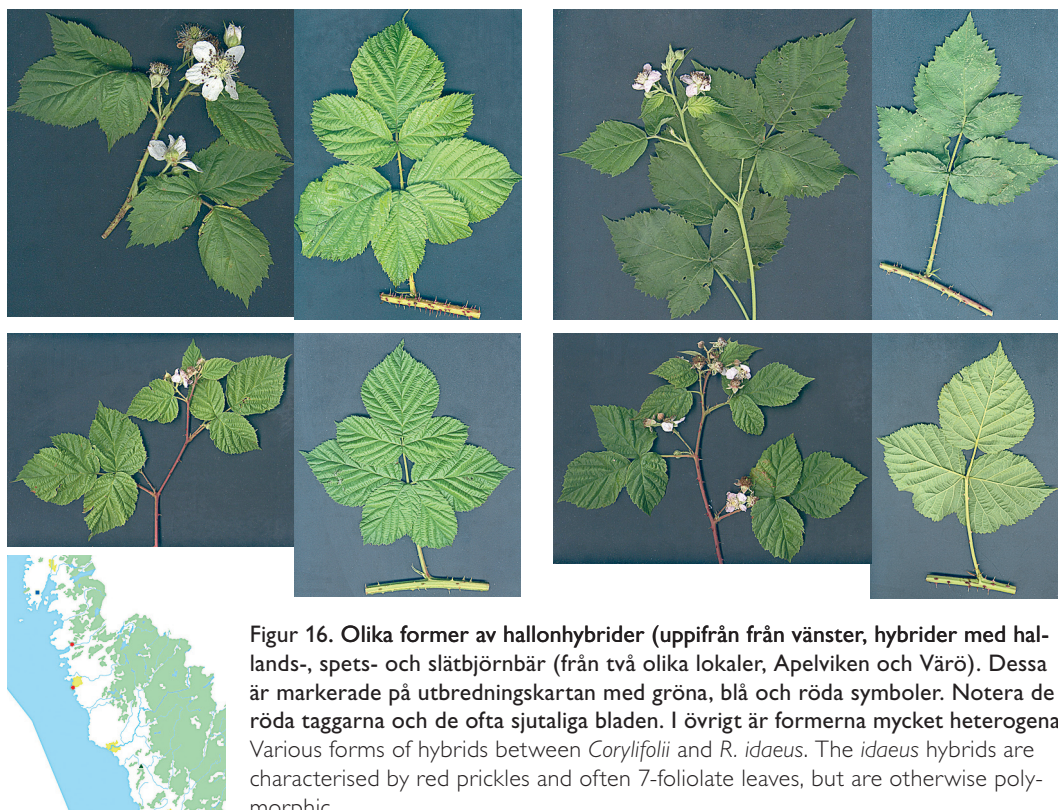 Figur 16. Olika former av hallonhybrider (uppifrån från vänster, hybrider med hal-
lands-, spets- och slätbjörnbär (från två olika lokaler, Apelviken och Värö). Dessa
är markerade på utbredningskartan med gröna, blå och röda symboler. Notera de
röda taggarna och de ofta sjutaliga bladen. I övrigt är formerna mycket heterogena
Various forms of hybrids between Corylifolii and R. idaeus. The idaeus hybrids are
characterised by red prickles and often 7-foliolate leaves, but are otherwise poly-
morphic